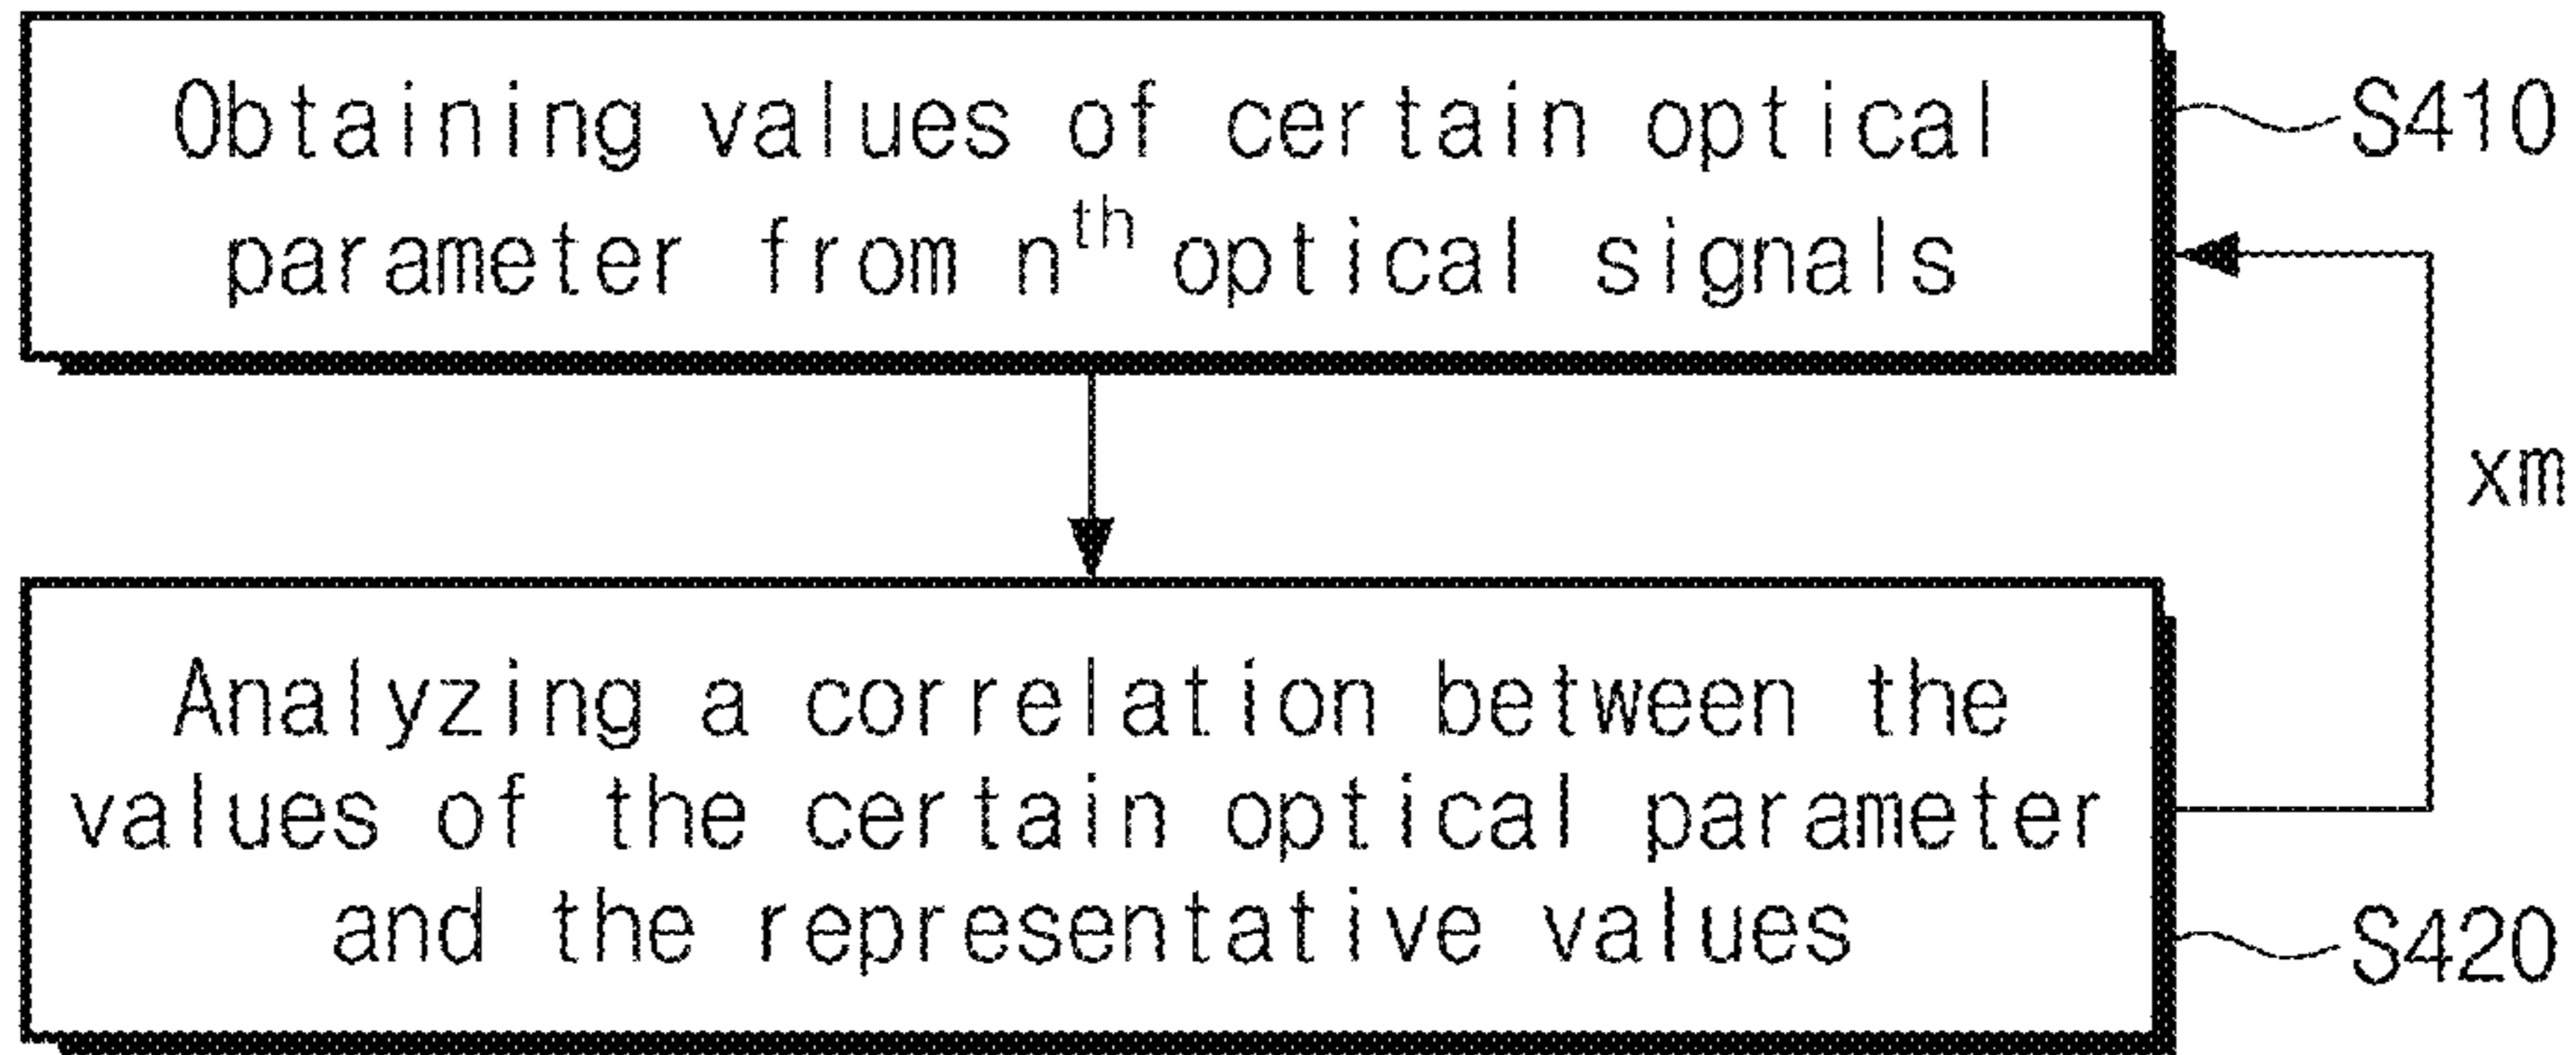 Obtaining values of certain optical
parameter from nth optical signals
S410
xm
Analyzing a correlation between the
values of the certain optical parameter
and the representative values
S420